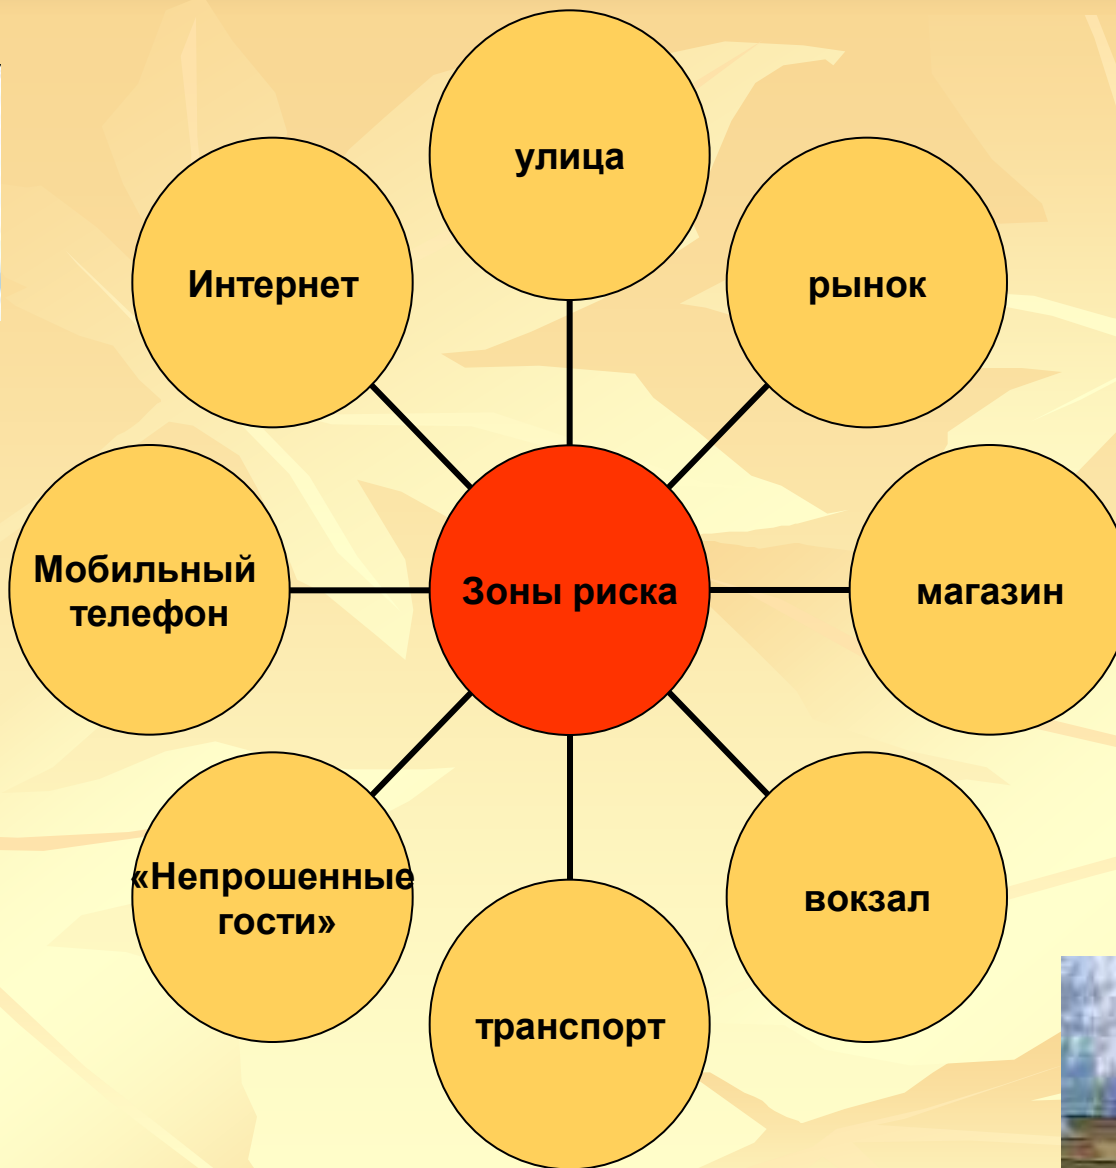 улица
Интернет
рынок
Мобильный
телефон
Зоны риска
магазин
«Непрошенные
гости»
вокзал
транспорт